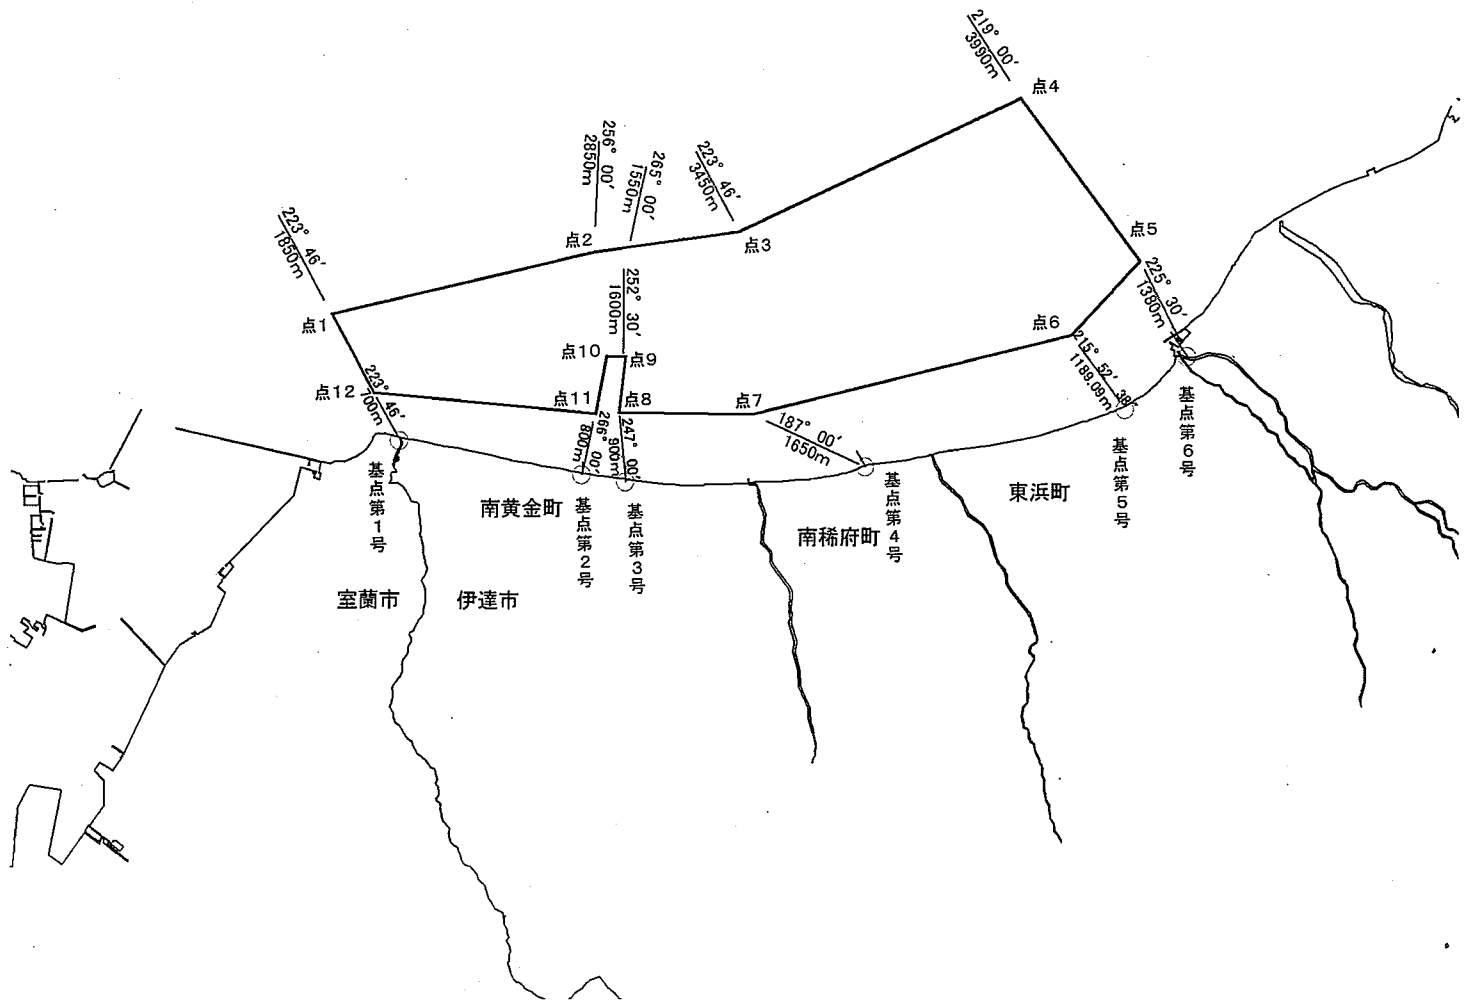 219° 00′
3990m
点4
256° 00′
2850m
265° 00′
1550m
223° 46′
3450m
点2
点3
点5
223° 46′
1850m
点1
252° 30′
1600m
225° 30′
1380m
点6
点10
点9
215° 52′ 38″
1189.09m
点12
223° 46′
700m
点11
点8
点7
266° 00′
800m
247° 00′
900m
187° 00′
1650m
基点第1号
南黄金町
基点第2号
基点第3号
南稀府町
基点第4号
東浜町
基点第5号
基点第6号
室蘭市
伊達市